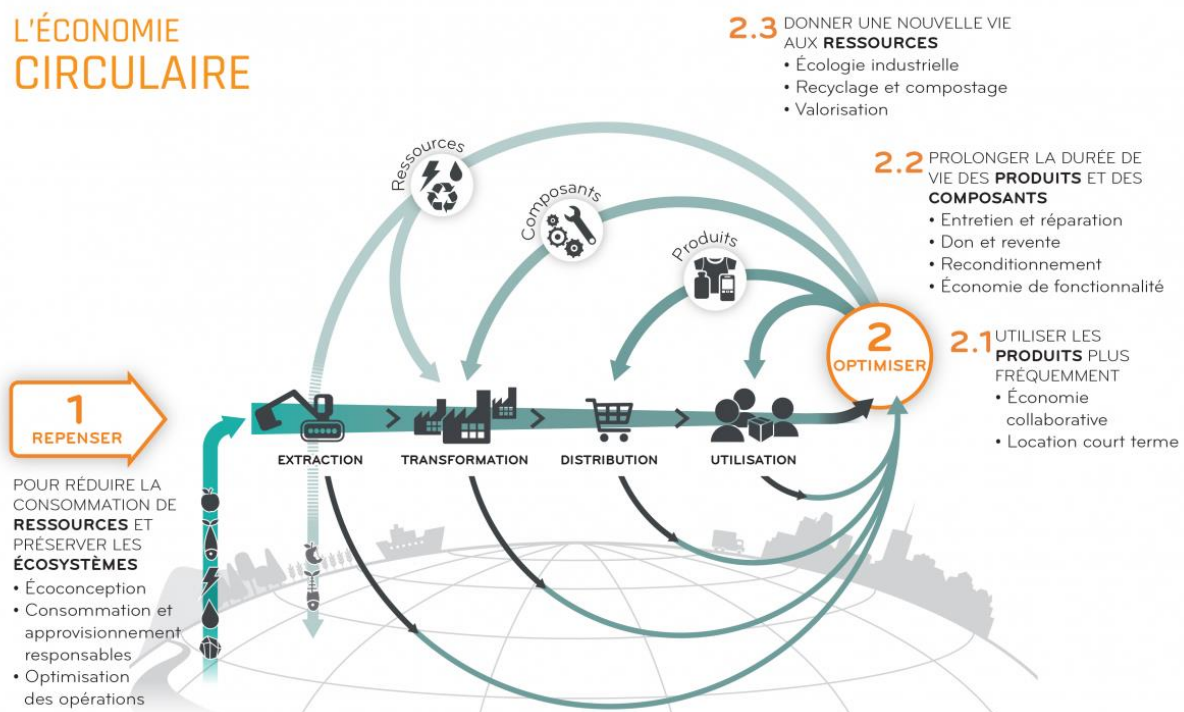 L'ÉCONOMIE
CIRCULAIRE
2.3 DONNER UNE NOUVELLE VIE
AUX RESSOURCES
• Écologie industrielle
• Recyclage et compostage
• Valorisation
2.2 PROLONGER LA DURÉE DE
VIE DES PRODUITS ET DES
COMPOSANTS
• Entretien et réparation
• Don et revente
• Reconditionnement
• Économie de fonctionnalité
2.1 UTILISER LES
PRODUITS PLUS
FRÉQUEMMENT
• Économie
collaborative
• Location court terme
Ressources
Composants
Produits
2
OPTIMISER
1
REPENSER
EXTRACTION
TRANSFORMATION
DISTRIBUTION
UTILISATION
POUR RÉDUIRE LA
CONSOMMATION DE
RESSOURCES ET
PRÉSERVER LES
ÉCOSYSTÈMES
• Écoconception
• Consommation et
approvisionnement
responsables
• Optimisation
des opérations